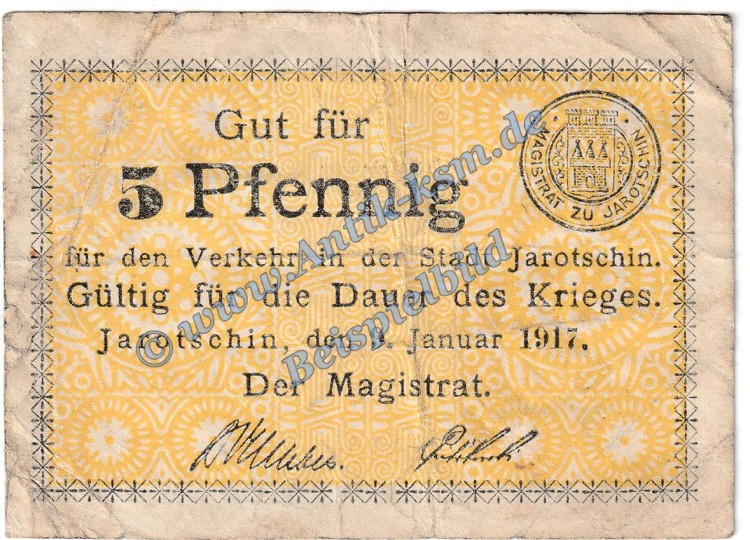 Gut für
5 Pfennig
MAGISTRAT ZU JAROTSCHIN
für den Verkehr in der Stadt Jarotschin.
Gültig für die Dauer des Krieges.
Jarotschin, den 1. Januar 1917.
Der Magistrat.
© www.Antik-ksm.de
Beispielbild